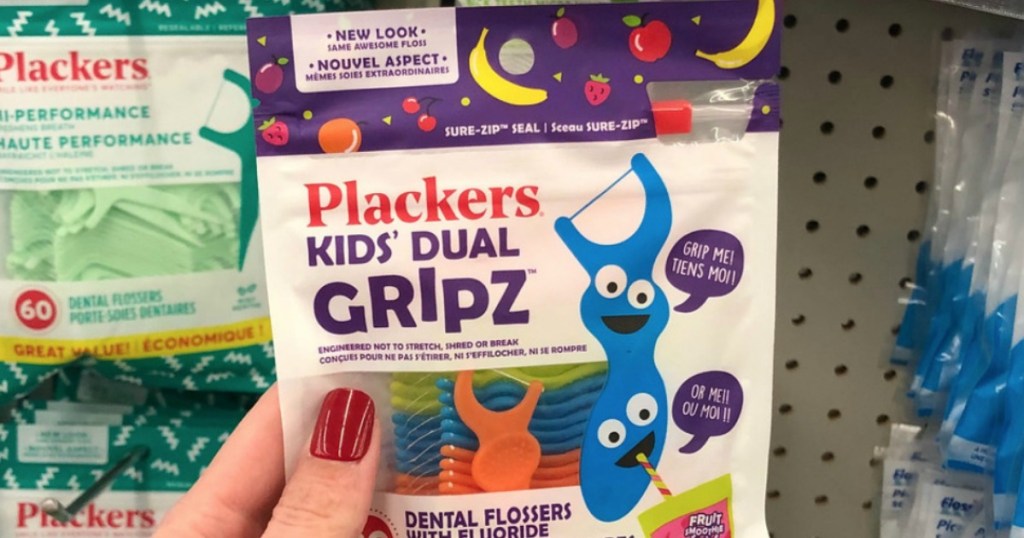 • NEW LOOK •
SAME AWESOME FLOSS
• NOUVEL ASPECT •
MÊMES SOIES EXTRAORDINAIRES
SURE-ZIP™ SEAL | Sceau SURE-ZIP™
Plackers®
KIDS' DUAL
GRIPZ™
ENGINEERED NOT TO STRETCH, SHRED OR BREAK
CONÇUES POUR NE PAS S'ÉTIRER, NI S'EFFILOCHER, NI SE ROMPRE
GRIP ME!
TIENS MOI!
OR ME!!
OU MOI!!
DENTAL FLOSSERS
WITH FLUORIDE
FRUIT
SMOOTHIE
Plackers
HI-PERFORMANCE
HAUTE PERFORMANCE
60
DENTAL FLOSSERS
PORTE-SOIES DENTAIRES
GREAT VALUE! ÉCONOMIQUE!
NEW LOOK
Plackers